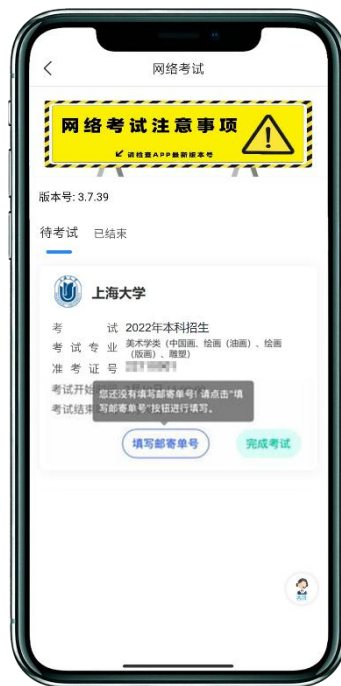 网络考试
网络考试注意事项
请检查APP最新版本号
版本号: 3.7.39
待考试 已结束
上海大学
考 试 2022年本科招生
考试专业 美术学类（中国画、绘画（油画）、绘画
（版画）、雕塑）
准考证号
考试开始
您还没有填写邮寄单号! 请点击"填
写邮寄单号"按钮进行填写。
考试结束
填写邮寄单号 完成考试